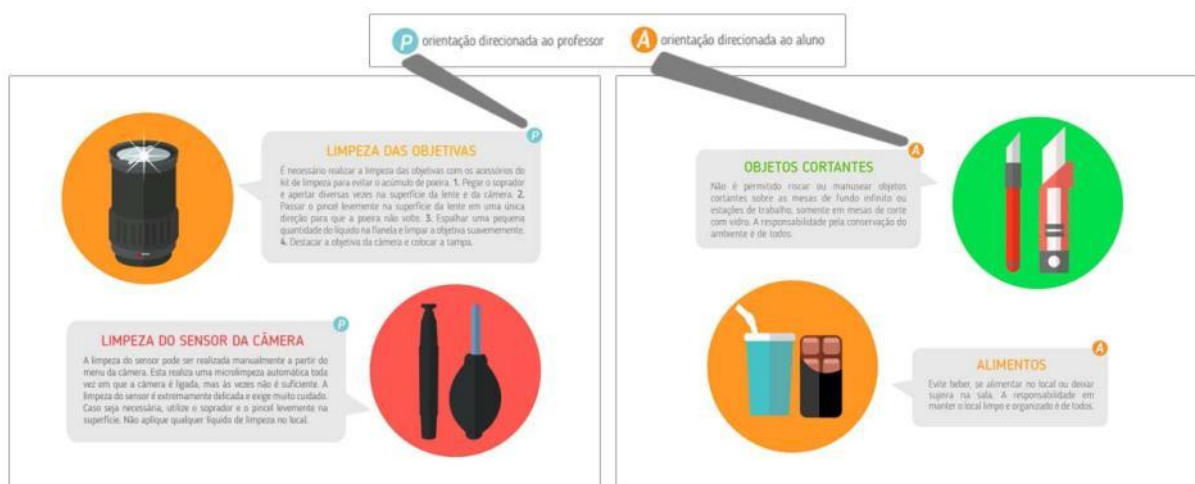 P orientação direcionada ao professor A orientação direcionada ao aluno
P
LIMPEZA DAS OBJETIVAS
É necessário realizar a limpeza das objetivas com os acessórios do
kit de limpeza para evitar o acúmulo de poeira. 1. Pegar o soprador
e apertar diversas vezes na superfície da lente e da câmera. 2.
Passar o pincel levemente na superfície da lente em uma única
direção para que a poeira não volte. 3. Espalhar uma pequena
quantidade do líquido na flanela e limpar a objetiva suavemente.
4. Destacar a objetiva da câmera e colocar a tampa.
P
LIMPEZA DO SENSOR DA CÂMERA
A limpeza do sensor pode ser realizada manualmente a partir do
menu da câmera. Esta realiza uma microlimpeza automática toda
vez em que a câmera é ligada, mas às vezes não é suficiente. A
limpeza do sensor é extremamente delicada e exige muito cuidado.
Caso seja necessária, utilize o soprador e o pincel levemente na
superfície. Não aplique qualquer líquido de limpeza no local.
A
OBJETOS CORTANTES
Não é permitido riscar ou manusear objetos
cortantes sobre as mesas de fundo infinito ou
estações de trabalho, somente em mesas de corte
com vidro. A responsabilidade pela conservação do
ambiente é de todos.
A
ALIMENTOS
Evite beber, se alimentar no local ou deixar
sujeira na sala. A responsabilidade em
manter o local limpo e organizado é de todos.